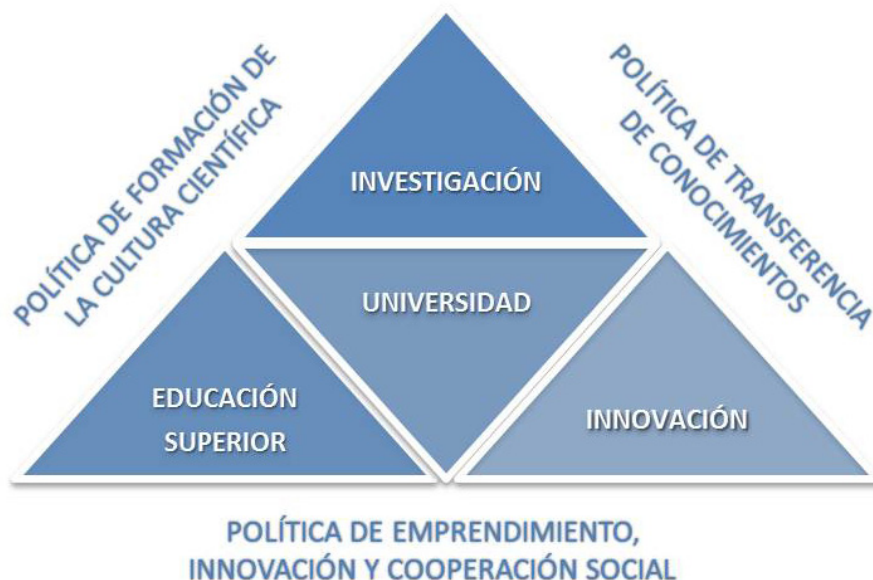 POLÍTICA DE FORMACIÓN DE
LA CULTURA CIENTÍFICA
POLÍTICA DE TRANSFERENCIA
DE CONOCIMIENTOS
INVESTIGACIÓN
UNIVERSIDAD
EDUCACIÓN
SUPERIOR
INNOVACIÓN
POLÍTICA DE EMPRENDIMIENTO,
INNOVACIÓN Y COOPERACIÓN SOCIAL